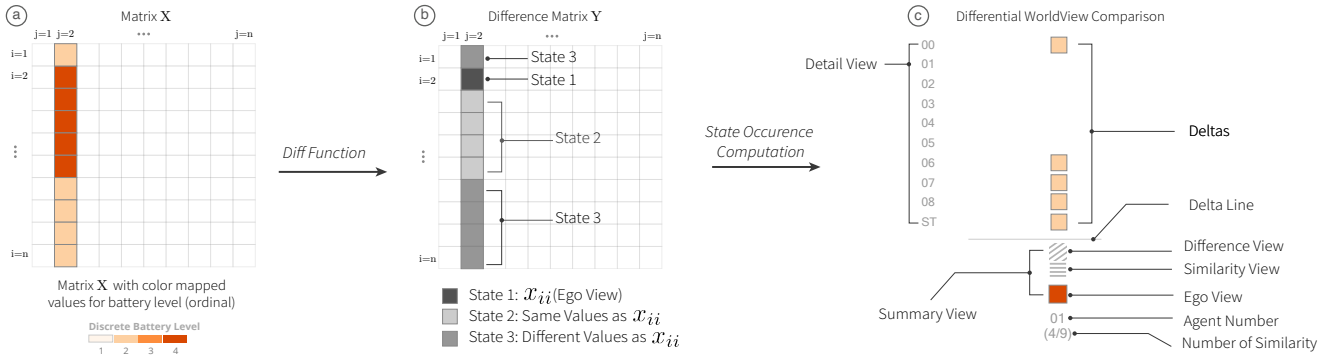 a
Matrix X
j=1 j=2 ... j=n
i=1
i=2
...
i=n
Matrix X with color mapped
values for battery level (ordinal)
Discrete Battery Level
1 2 3 4
Diff Function
b
Difference Matrix Y
j=1 j=2 ... j=n
i=1
i=2
...
i=n
State 3
State 1
State 2
State 3
State 1: xii(Ego View)
State 2: Same Values as xii
State 3: Different Values as xii
State Occurence
Computation
c
Differential WorldView Comparison
Detail View
00
01
02
03
04
05
06
07
08
ST
Deltas
Delta Line
Difference View
Similarity View
Ego View
Summary View
01
Agent Number
(4/9)
Number of Similarity